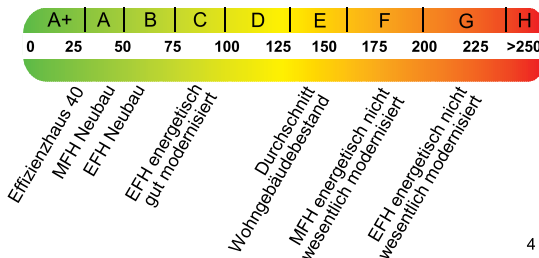 A+ A B C D E F G H
0 25 50 75 100 125 150 175 200 225 >250
Effizienzhaus 40
MFH Neubau
EFH Neubau
EFH energetisch
gut modernisiert
Durchschnitt
Wohngebäudebestand
MFH energetisch nicht
wesentlich modernisiert
EFH energetisch nicht
wesentlich modernisiert
4